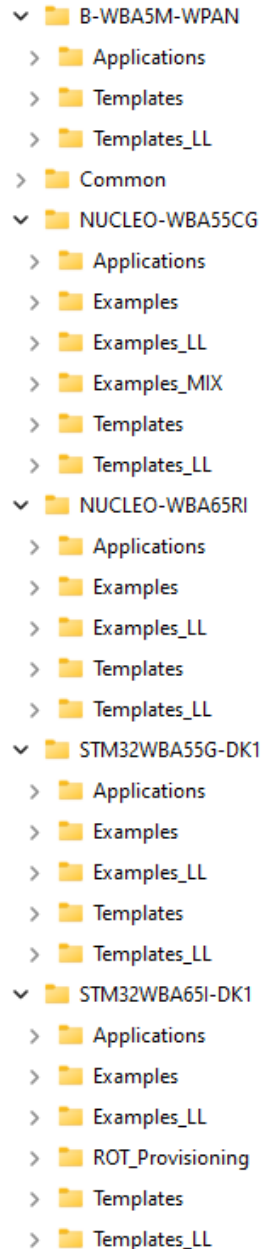 B-WBA5M-WPAN
Applications
Templates
Templates_LL
Common
NUCLEO-WBA55CG
Applications
Examples
Examples_LL
Examples_MIX
Templates
Templates_LL
NUCLEO-WBA65RI
Applications
Examples
Examples_LL
Templates
Templates_LL
STM32WBA55G-DK1
Applications
Examples
Examples_LL
Templates
Templates_LL
STM32WBA65I-DK1
Applications
Examples
Examples_LL
ROT_Provisioning
Templates
Templates_LL